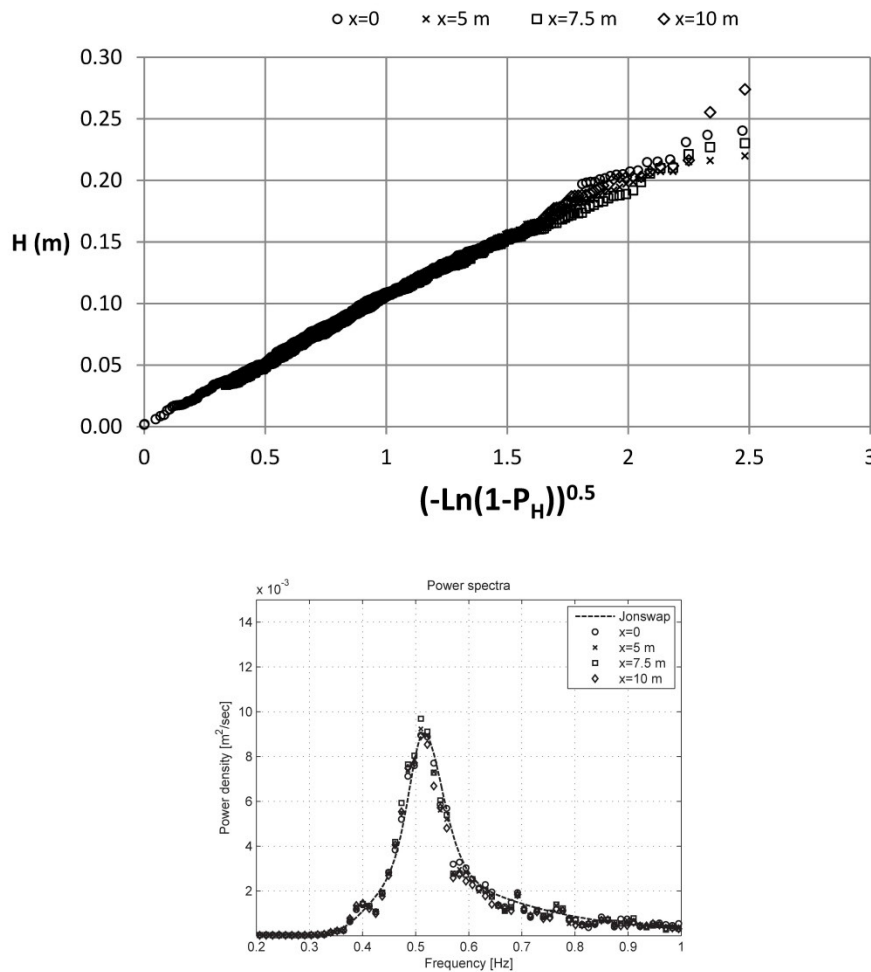 x=0 x=5 m x=7.5 m x=10 m
0.30
0.25
0.20
0.15
0.10
0.05
0.00
H (m)
0 0.5 1 1.5 2 2.5 3
(-Ln(1-P_H))^0.5
x 10^-3
Power spectra
14
12
10
8
6
4
2
Power density [m²/sec]
Jonswap
x=0
x=5 m
x=7.5 m
x=10 m
0.2 0.3 0.4 0.5 0.6 0.7 0.8 0.9 1
Frequency [Hz]